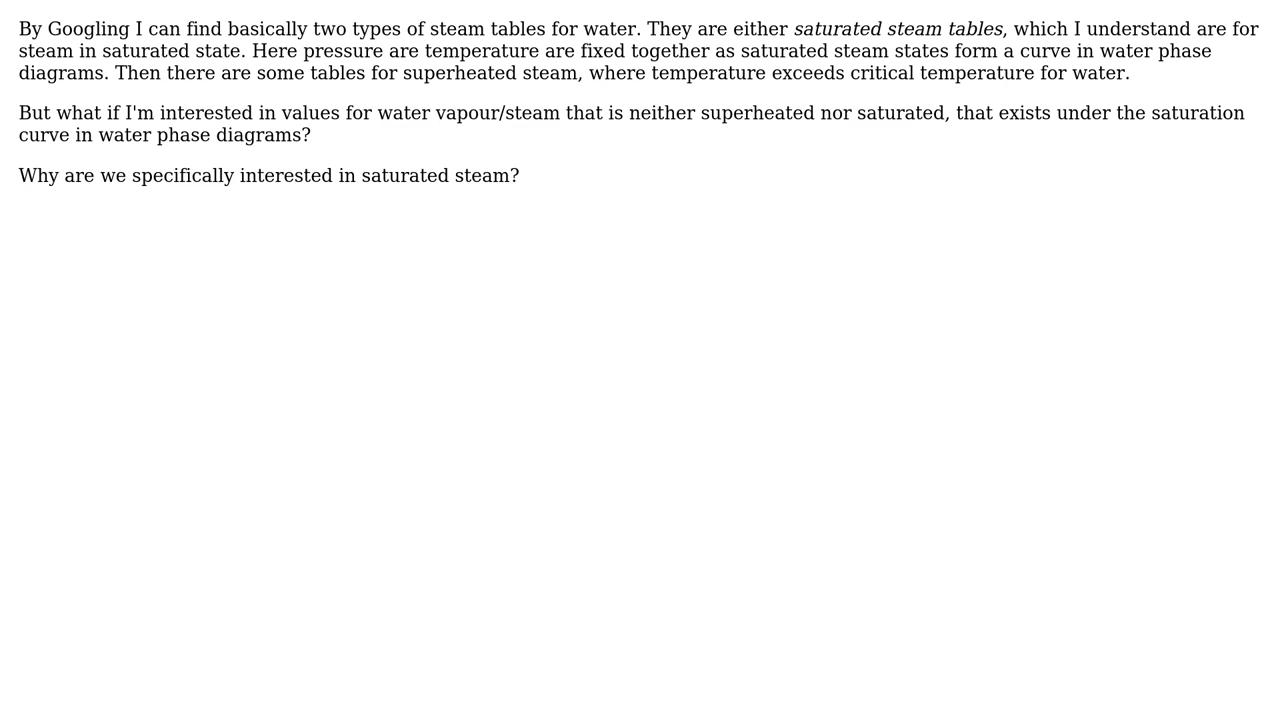 By Googling I can find basically two types of steam tables for water. They are either saturated steam tables, which I understand are for
steam in saturated state. Here pressure are temperature are fixed together as saturated steam states form a curve in water phase
diagrams. Then there are some tables for superheated steam, where temperature exceeds critical temperature for water.
But what if I'm interested in values for water vapour/steam that is neither superheated nor saturated, that exists under the saturation
curve in water phase diagrams?
Why are we specifically interested in saturated steam?